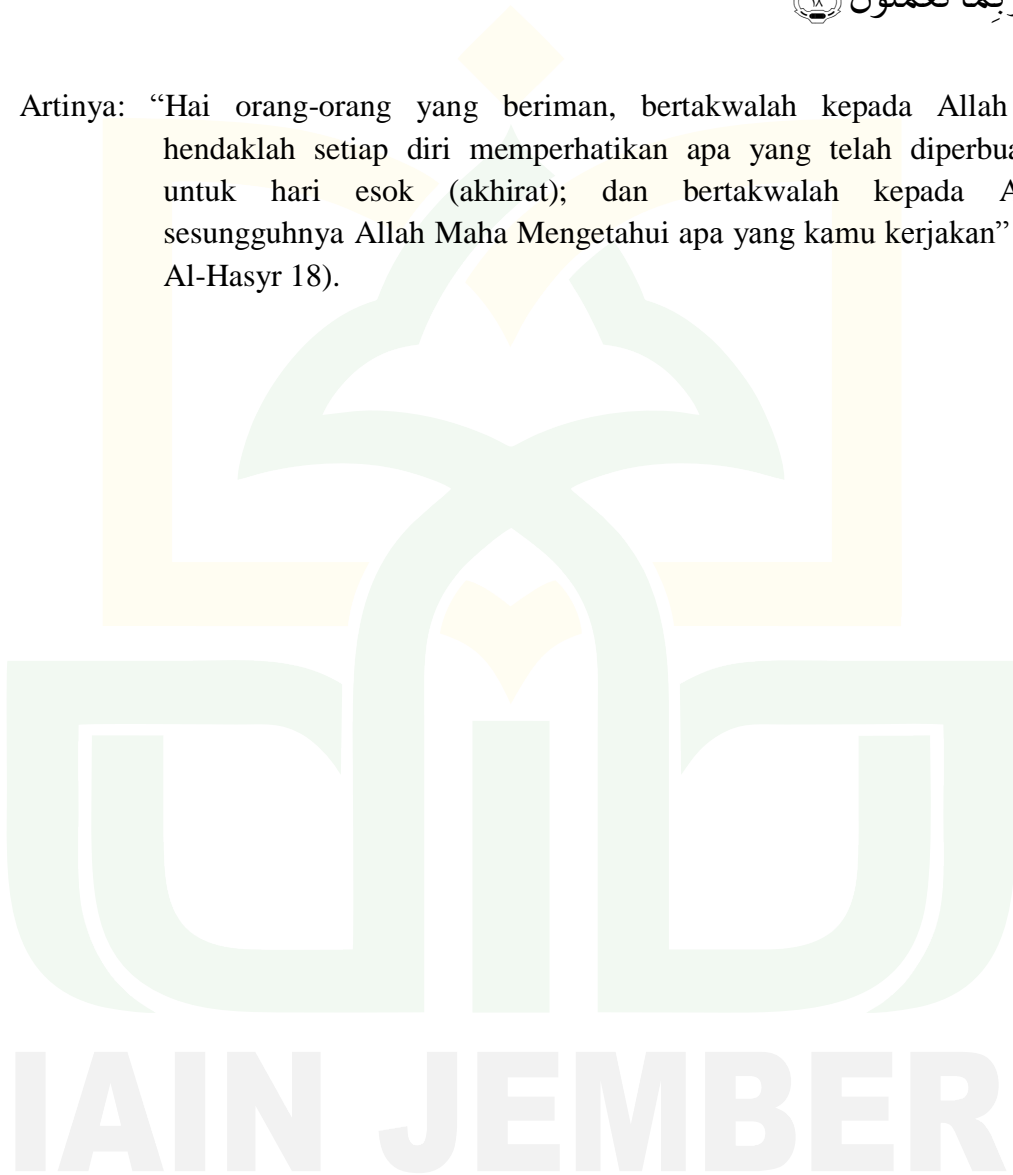 بِمَا تَعْمَلُونَ ۝١٨
Artinya: “Hai orang-orang yang beriman, bertakwalah kepada Allah
hendaklah setiap diri memperhatikan apa yang telah
untuk hari esok (akhirat); dan bertakwalah kepada
sesungguhnya Allah Maha Mengetahui apa yang kamu kerjakan”
Al-Hasyr 18).
IAIN JEMBER